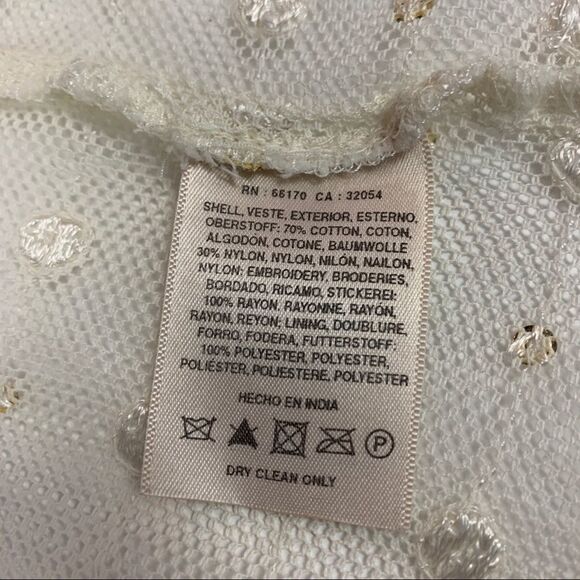 RN : 66170 CA : 32054
SHELL, VESTE, EXTERIOR, ESTERNO,
OBERSTOFF: 70% COTTON, COTON,
ALGODON, COTONE, BAUMWOLLE
30% NYLON, NYLON, NILÓN, NAILON,
NYLON: EMBROIDERY, BRODERIES,
BORDADO, RICAMO, STICKEREI:
100% RAYON. RAYONNE, RAYÓN,
RAYON, REYON: LINING, DOUBLURE,
FORRO, FODERA, FUTTERSTOFF:
100% POLYESTER, POLYESTER,
POLIÉSTER, POLIESTERE, POLYESTER
HECHO EN INDIA
P
DRY CLEAN ONLY